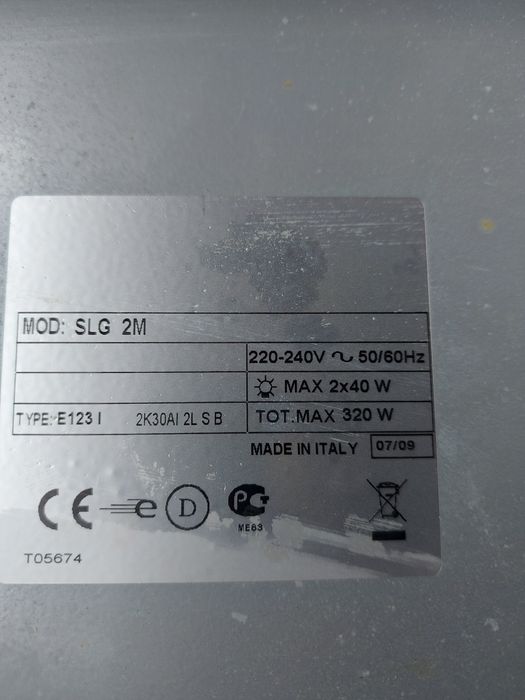 MOD: SLG 2M
220-240V ~ 50/60Hz
MAX 2x40 W
TYPE: E123 I 2K30AI 2L S B TOT.MAX 320 W
MADE IN ITALY 07/09
CE e D PG
ME63
T05674